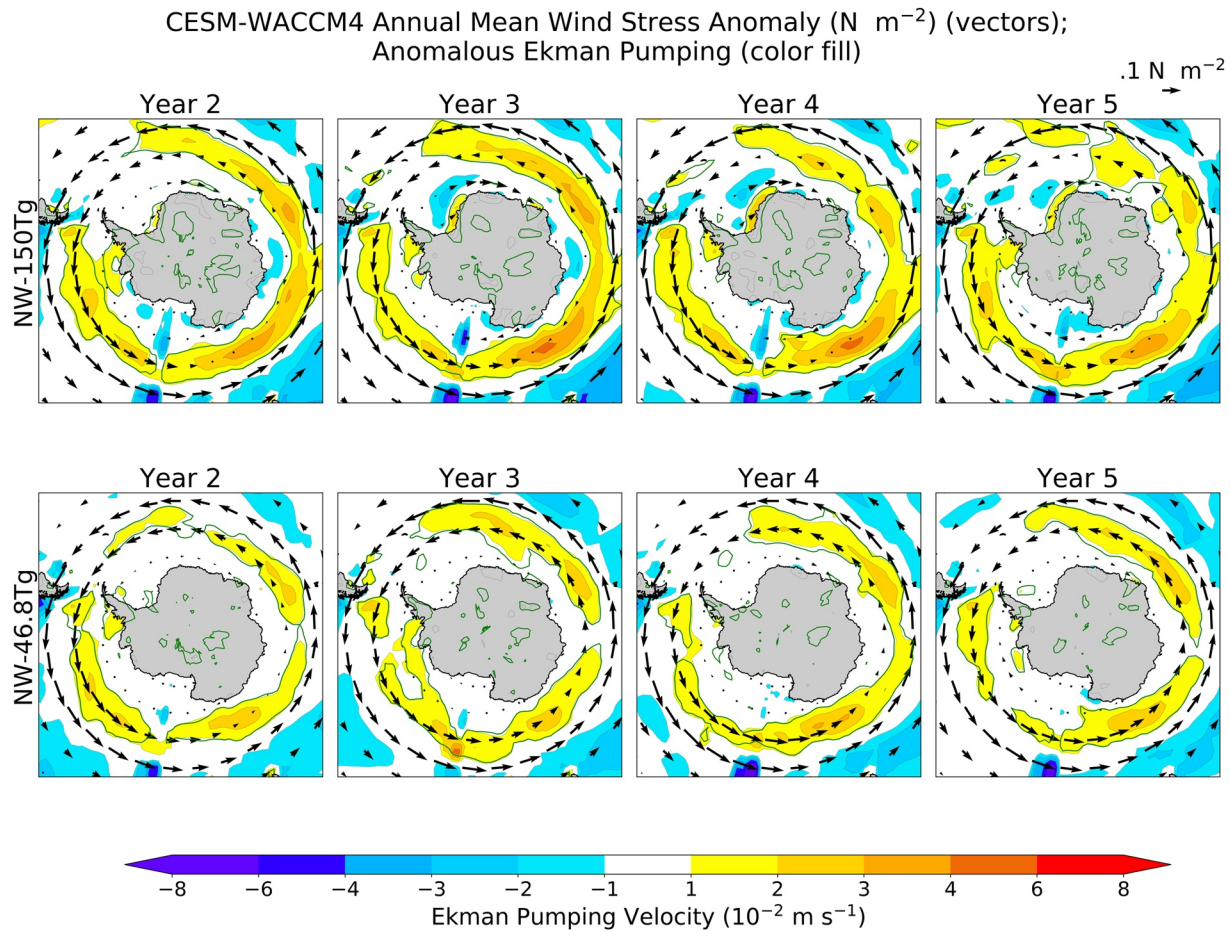 CESM-WACCM4 Annual Mean Wind Stress Anomaly (N m⁻²) (vectors);
Anomalous Ekman Pumping (color fill)
.1 N m⁻²
Year 2 Year 3 Year 4 Year 5
NW-150Tg
Year 2 Year 3 Year 4 Year 5
NW-46.8Tg
−8 −6 −4 −3 −2 −1 1 2 3 4 6 8
Ekman Pumping Velocity (10⁻² m s⁻¹)